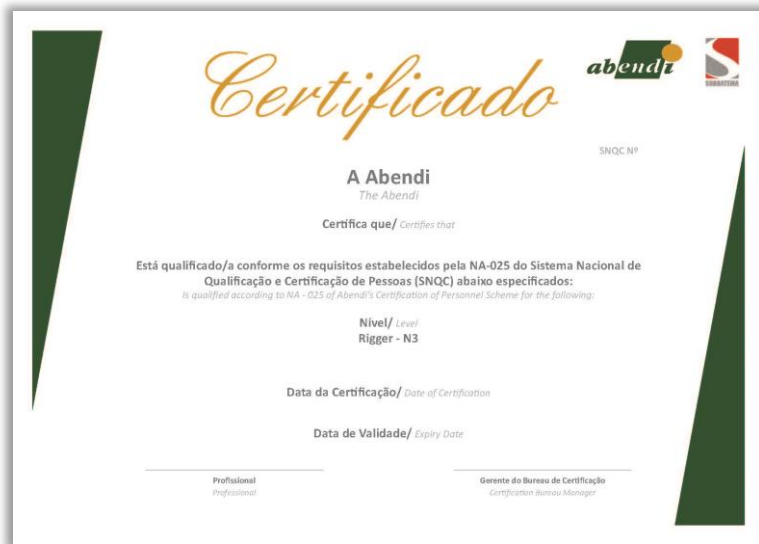 Certificado
abendi
SOBRATEMA
SNQC Nº
A Abendi
The Abendi
Certifica que/ Certifies that
Está qualificado/a conforme os requisitos estabelecidos pela NA-025 do Sistema Nacional de
Qualificação e Certificação de Pessoas (SNQC) abaixo especificados:
Is qualified according to NA - 025 of Abendi's Certification of Personnel Scheme for the following:
Nível/ Level
Rigger - N3
Data da Certificação/ Date of Certification
Data de Validade/ Expiry Date
Profissional
Professional
Gerente do Bureau de Certificação
Certification Bureau Manager